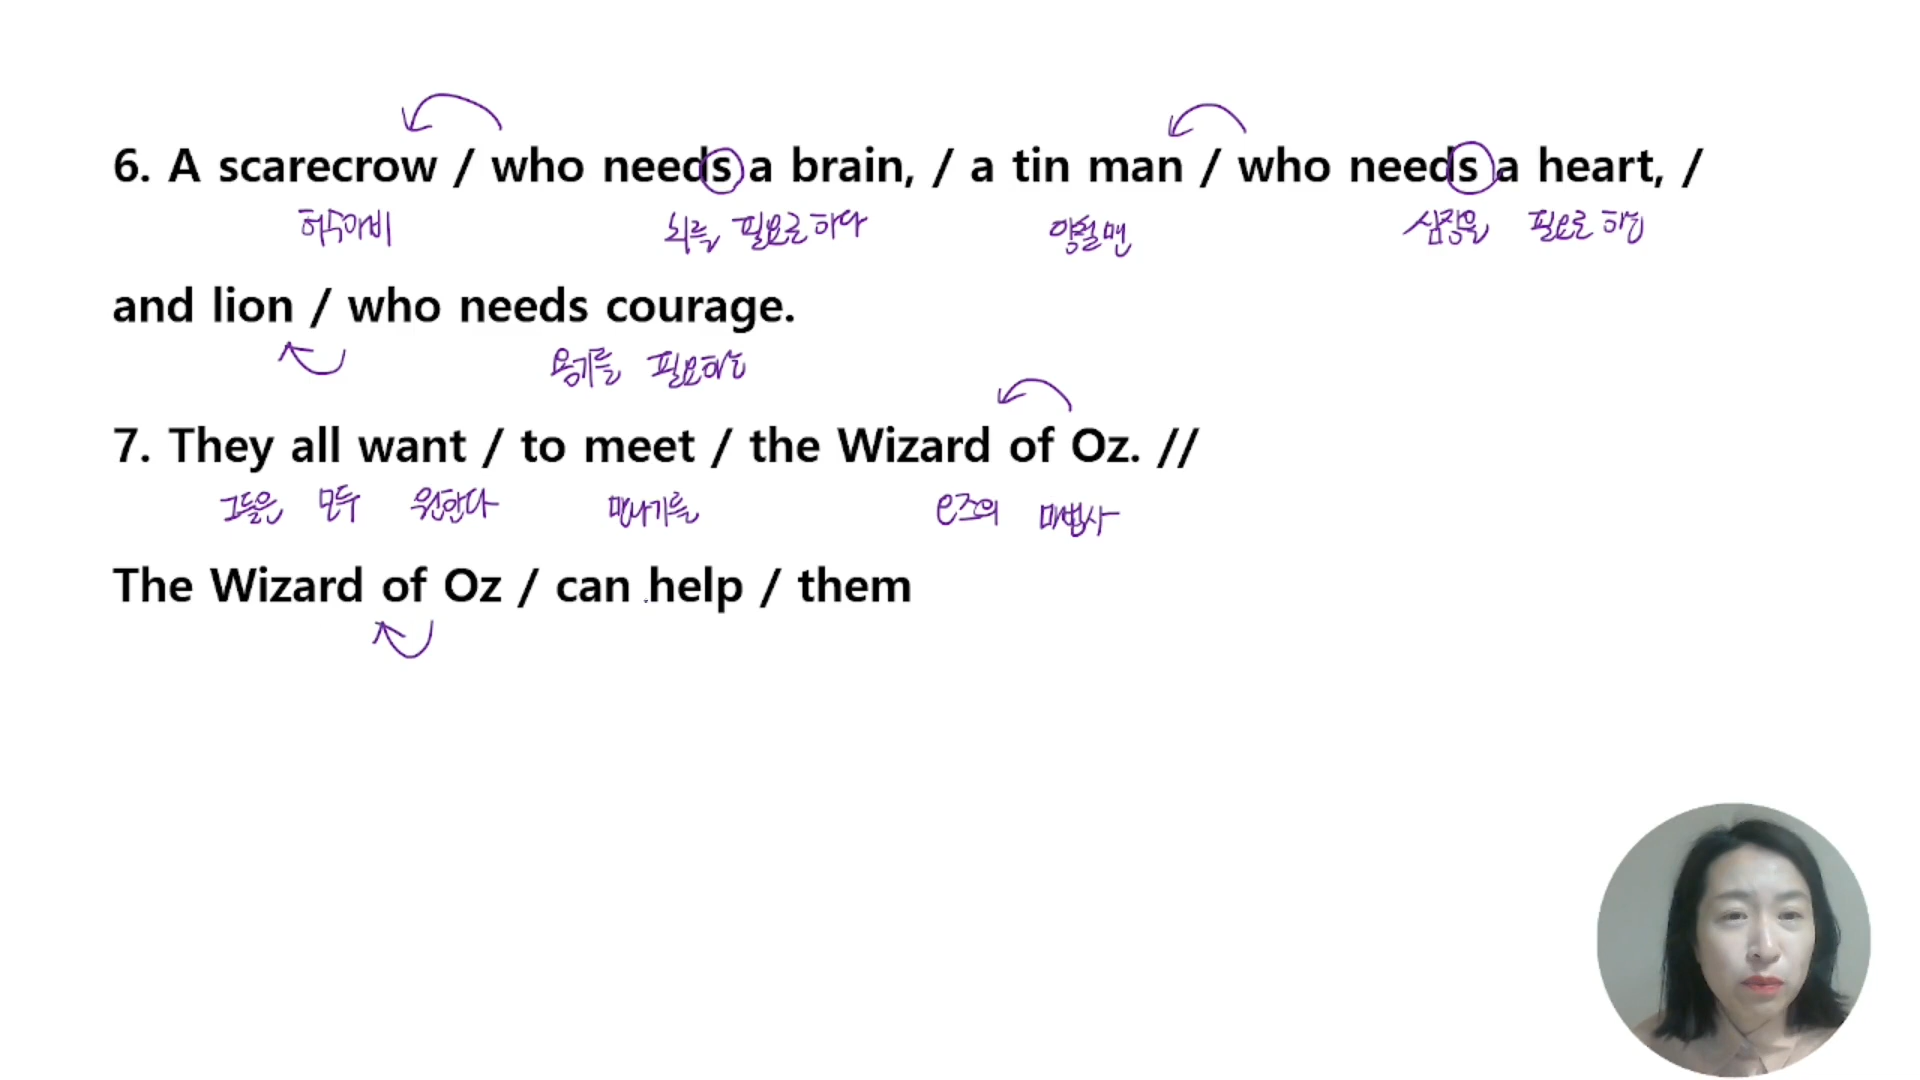 6. A scarecrow / who needs a brain, / a tin man / who needs a heart, /
허수아비 뇌를 필요로 하다 양철맨 심장을 필요로 하는
and lion / who needs courage.
용기를 필요하는
7. They all want / to meet / the Wizard of Oz. //
그들은 모두 원한다 만나기를 오즈의 마법사
The Wizard of Oz / can help / them